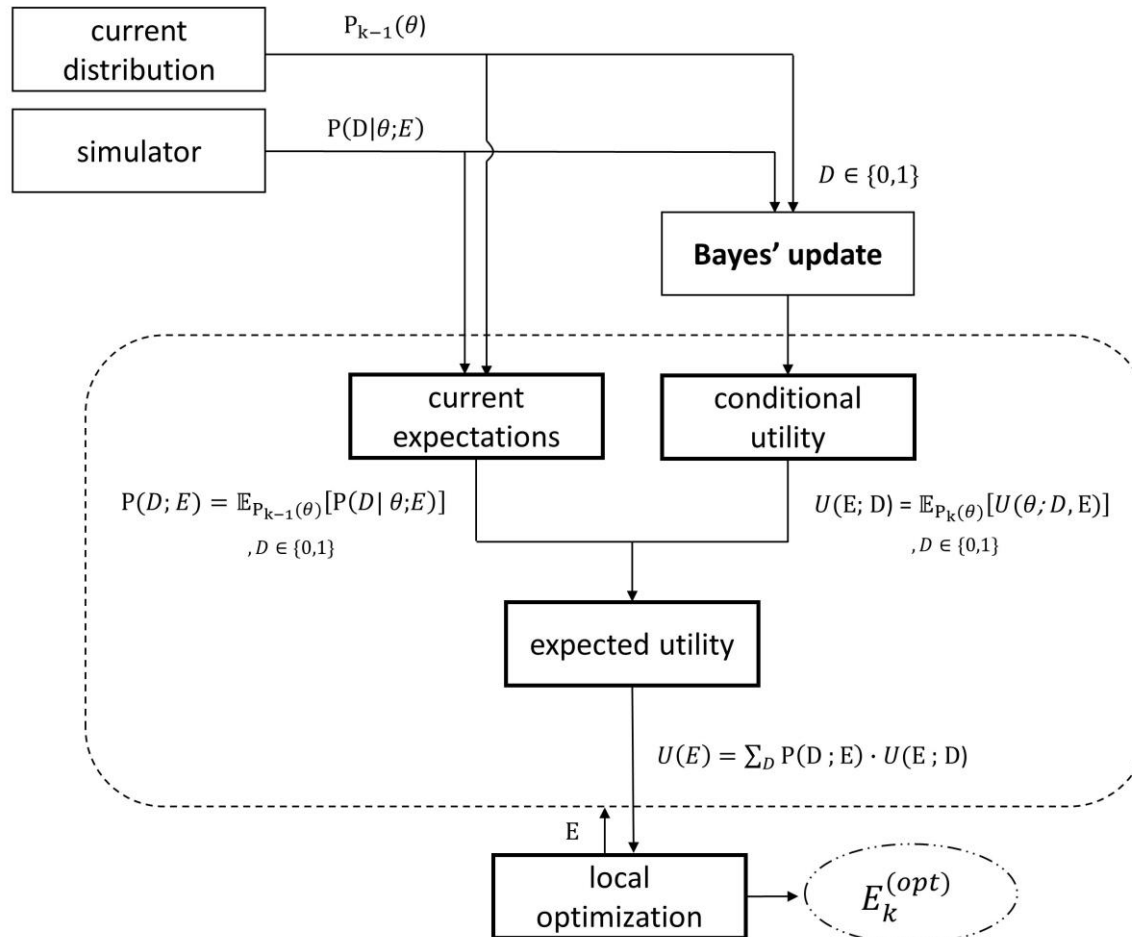 current
distribution
P_{k−1}(θ)
simulator
P(D|θ;E)
D ∈ {0,1}
Bayes’ update
current
expectations
conditional
utility
P(D; E) = 𝔼_{P_{k−1}(θ)}[P(D| θ;E)]
, D ∈ {0,1}
U(E; D) = 𝔼_{P_k(θ)}[U(θ; D, E)]
, D ∈ {0,1}
expected utility
U(E) = ∑_D P(D ; E) · U(E ; D)
E
local
optimization
E_k^{(opt)}